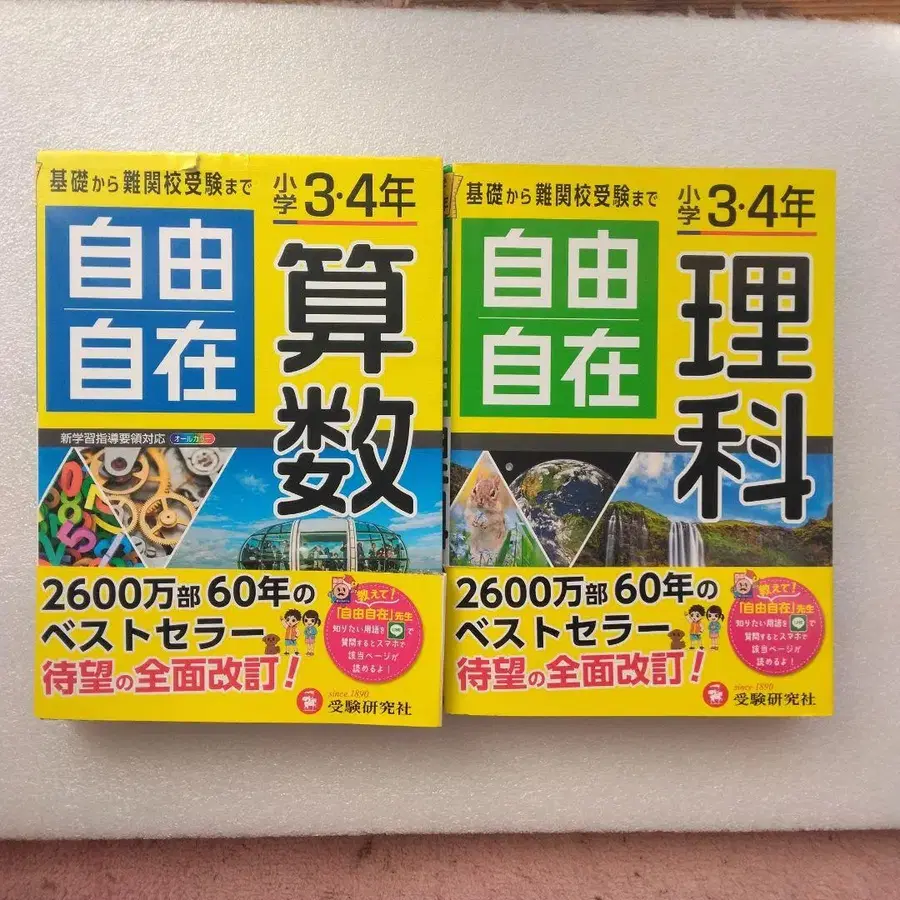 基礎から難関校受験まで
小学3・4年
自由
自在
算数
新学習指導要領対応 オールカラー
2600万部 60年の
ベストセラー
待望の全面改訂!
教えて!
「自由自在」先生
知りたい用語を で
質問するとスマホで
該当ページが
読めるよ!
since 1890
受験研究社
基礎から難関校受験まで
小学3・4年
自由
自在
理科
2600万部 60年の
ベストセラー
待望の全面改訂!
教えて!
「自由自在」先生
知りたい用語を で
質問するとスマホで
該当ページが
読めるよ!
since 1890
受験研究社